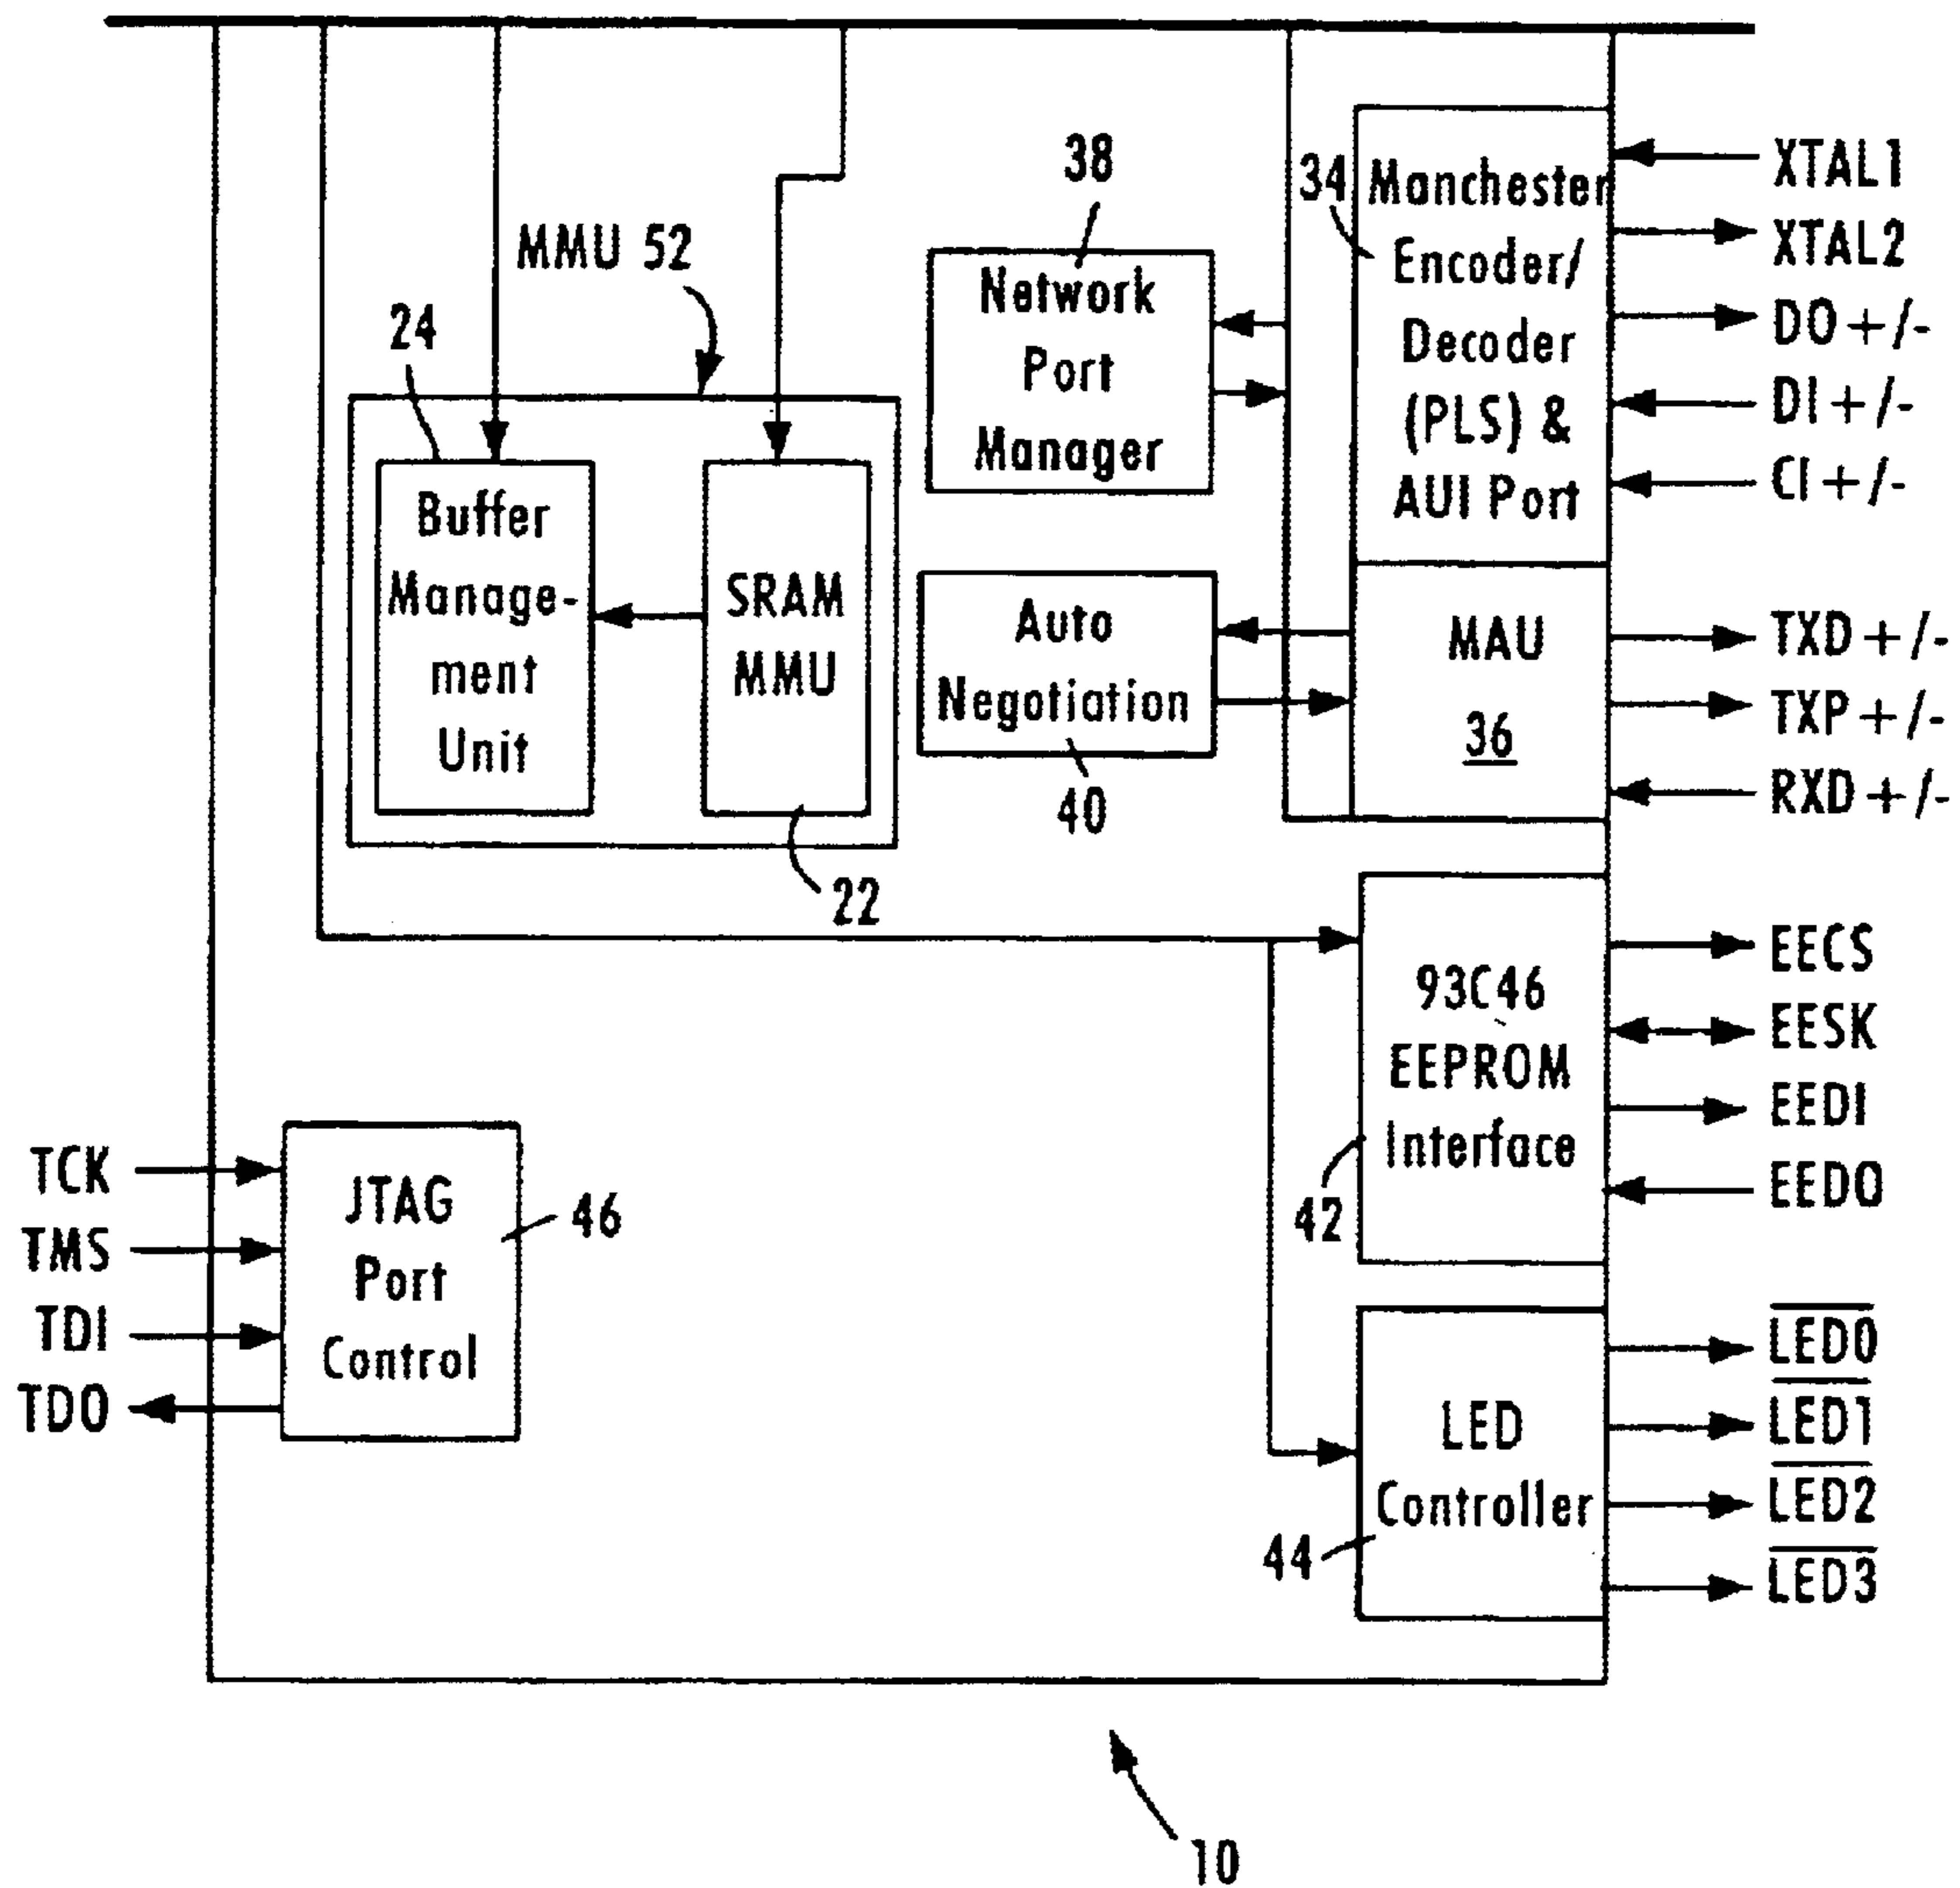 MMU 52
24
Buffer
Manage-
ment
Unit
SRAM
MMU
22
38
Network
Port
Manager
Auto
Negotiation
40
34
Manchester
Encoder/
Decoder
(PLS) &
AUI Port
MAU
36
XTAL1
XTAL2
DO +/-
DI +/-
CI +/-
TXD +/-
TXP +/-
RXD +/-
93C46
EEPROM
Interface
42
EECS
EESK
EEDI
EEDO
TCK
TMS
TDI
TDO
JTAG
Port
Control
46
LED
Controller
44
LED0
LED1
LED2
LED3
10